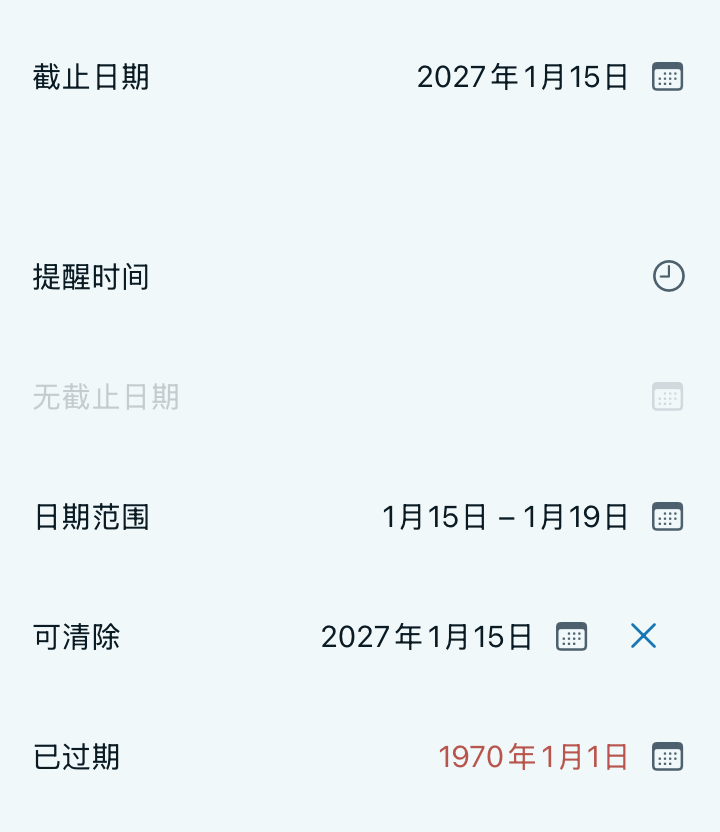 截止日期 2027年1月15日
提醒时间
无截止日期
日期范围 1月15日 – 1月19日
可清除 2027年1月15日
已过期 1970年1月1日